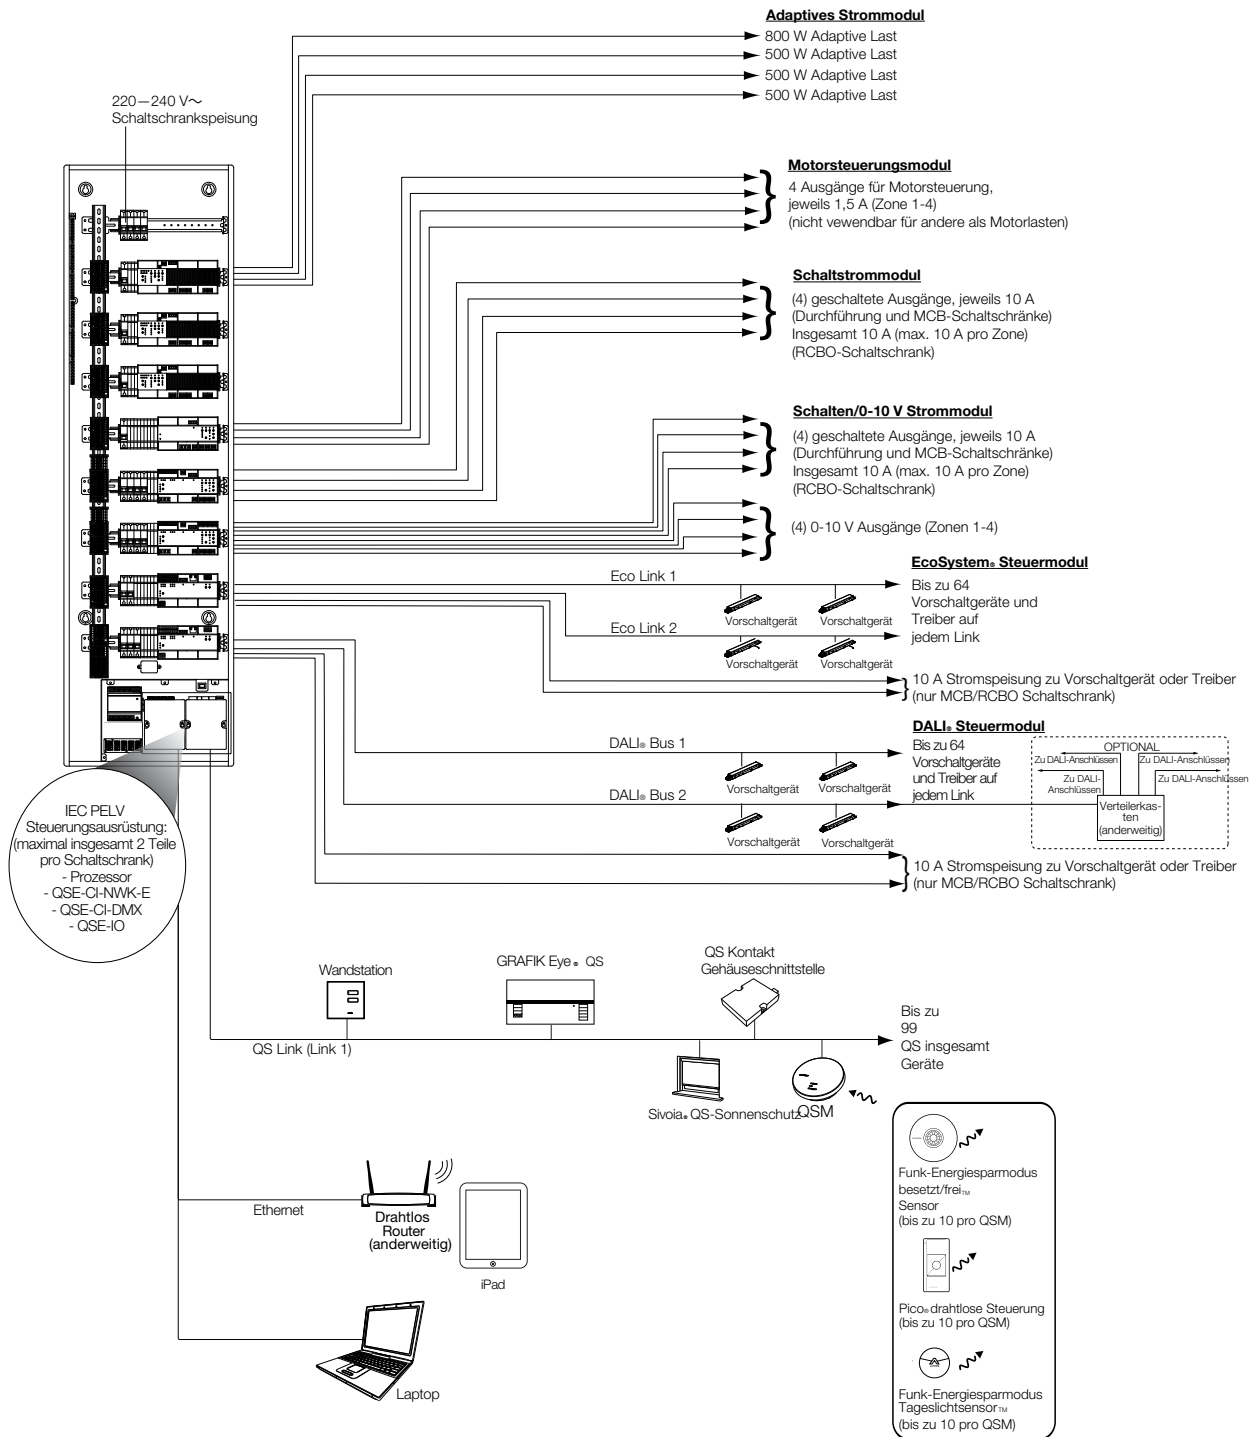 Adaptives Strommodul
800 W Adaptive Last
500 W Adaptive Last
500 W Adaptive Last
500 W Adaptive Last
220—240 V~
Schaltschrankspeisung
Motorsteuerungsmodul
4 Ausgänge für Motorsteuerung,
jeweils 1,5 A (Zone 1-4)
(nicht vewendbar für andere als Motorlasten)
Schaltstrommodul
(4) geschaltete Ausgänge, jeweils 10 A
(Durchführung und MCB-Schaltschränke)
Insgesamt 10 A (max. 10 A pro Zone)
(RCBO-Schaltschrank)
Schalten/0-10 V Strommodul
(4) geschaltete Ausgänge, jeweils 10 A
(Durchführung und MCB-Schaltschränke)
Insgesamt 10 A (max. 10 A pro Zone)
(RCBO-Schaltschrank)
(4) 0-10 V Ausgänge (Zonen 1-4)
EcoSystem® Steuermodul
Eco Link 1
Bis zu 64
Vorschaltgeräte und
Treiber auf
jedem Link
Vorschaltgerät
Vorschaltgerät
Eco Link 2
Vorschaltgerät
Vorschaltgerät
10 A Stromspeisung zu Vorschaltgerät oder Treiber
(nur MCB/RCBO Schaltschrank)
DALI® Steuermodul
DALI® Bus 1
Bis zu 64
Vorschaltgeräte
und Treiber auf
jedem Link
Vorschaltgerät
Vorschaltgerät
DALI® Bus 2
Vorschaltgerät
Vorschaltgerät
OPTIONAL
Zu DALI-Anschlüssen
Zu DALI-Anschlüssen
Zu DALI-
Anschlüssen
Zu DALI-Anschlüssen
Verteilerkas-
ten
(anderweitig)
10 A Stromspeisung zu Vorschaltgerät oder Treiber
(nur MCB/RCBO Schaltschrank)
IEC PELV
Steuerungsausrüstung:
(maximal insgesamt 2 Teile
pro Schaltschrank)
- Prozessor
- QSE-CI-NWK-E
- QSE-CI-DMX
- QSE-IO
Wandstation
GRAFIK Eye® QS
QS Kontakt
Gehäuseschnittstelle
QS Link (Link 1)
Bis zu
99
QS insgesamt
Geräte
Sivoia® QS-Sonnenschutz
QSM
Funk-Energiesparmodus
besetzt/frei™
Sensor
(bis zu 10 pro QSM)
Pico® drahtlose Steuerung
(bis zu 10 pro QSM)
Funk-Energiesparmodus
Tageslichtsensor™
(bis zu 10 pro QSM)
Ethernet
Drahtlos
Router
(anderweitig)
iPad
Laptop